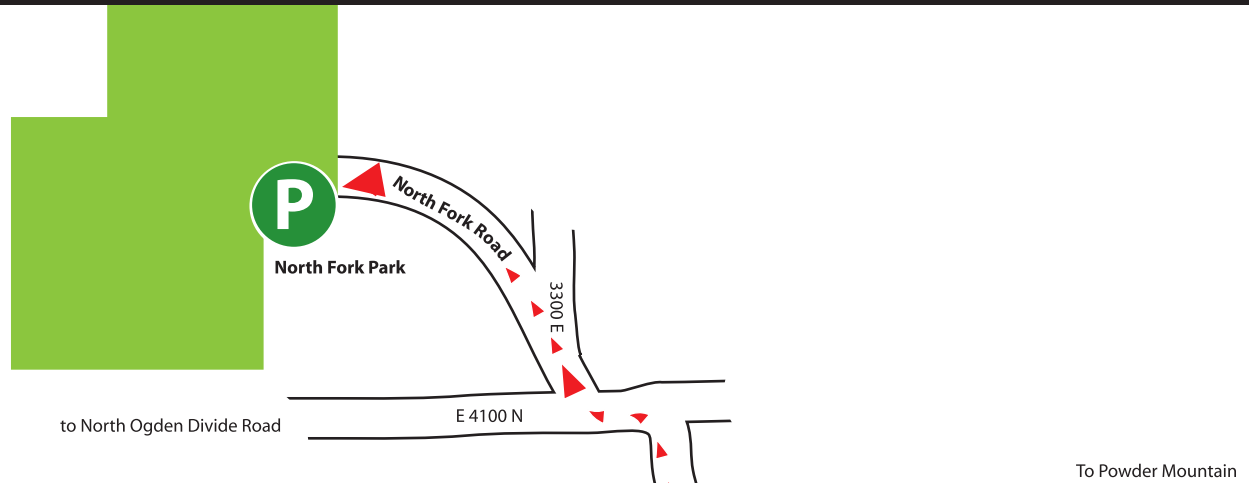 P
North Fork Road
North Fork Park
3300 E
E 4100 N
to North Ogden Divide Road
To Powder Mountain